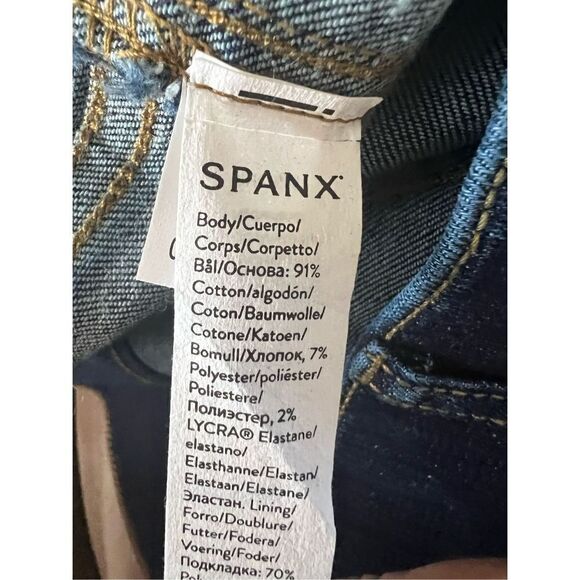 SPANX
Body/Cuerpo/
Corps/Corpetto/
Bål/Основа: 91%
Cotton/algodón/
Coton/Baumwolle/
Cotone/Katoen/
Bomull/Хлопок, 7%
Polyester/poliéster/
Poliestere/
Полиэстер, 2%
LYCRA® Elastane/
elastano/
Elasthanne/Elastan/
Elastaan/Elastane/
Эластан. Lining/
Forro/Doublure/
Futter/Fodera/
Voering/Foder/
Подкладка: 70%